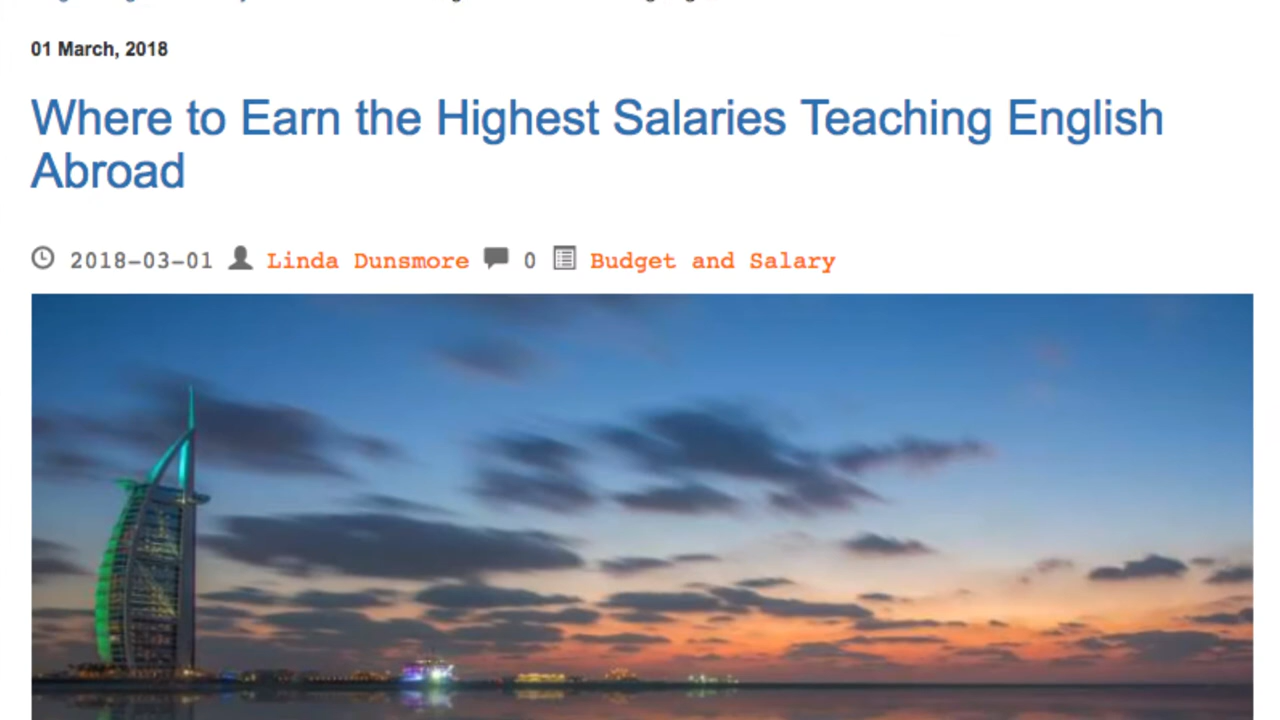 01 March, 2018
Where to Earn the Highest Salaries Teaching English
Abroad
2018-03-01 Linda Dunsmore 0 Budget and Salary